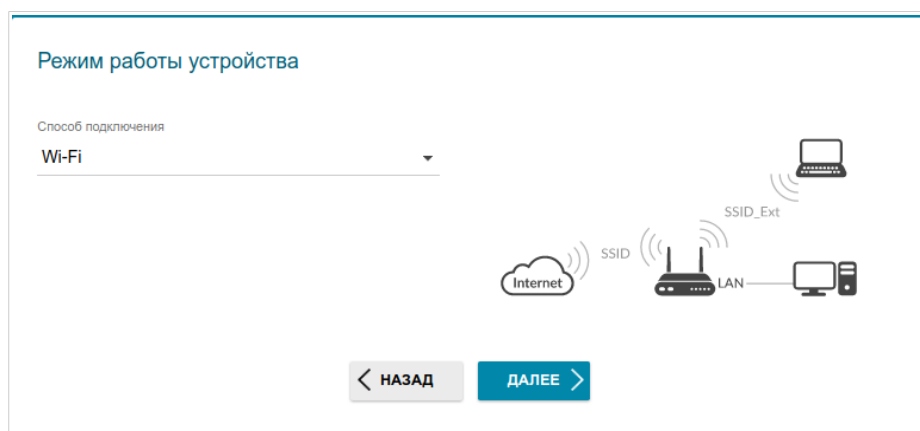 Режим работы устройства
Способ подключения
Wi-Fi
SSID_Ext
SSID
Internet
LAN
НАЗАД
ДАЛЕЕ